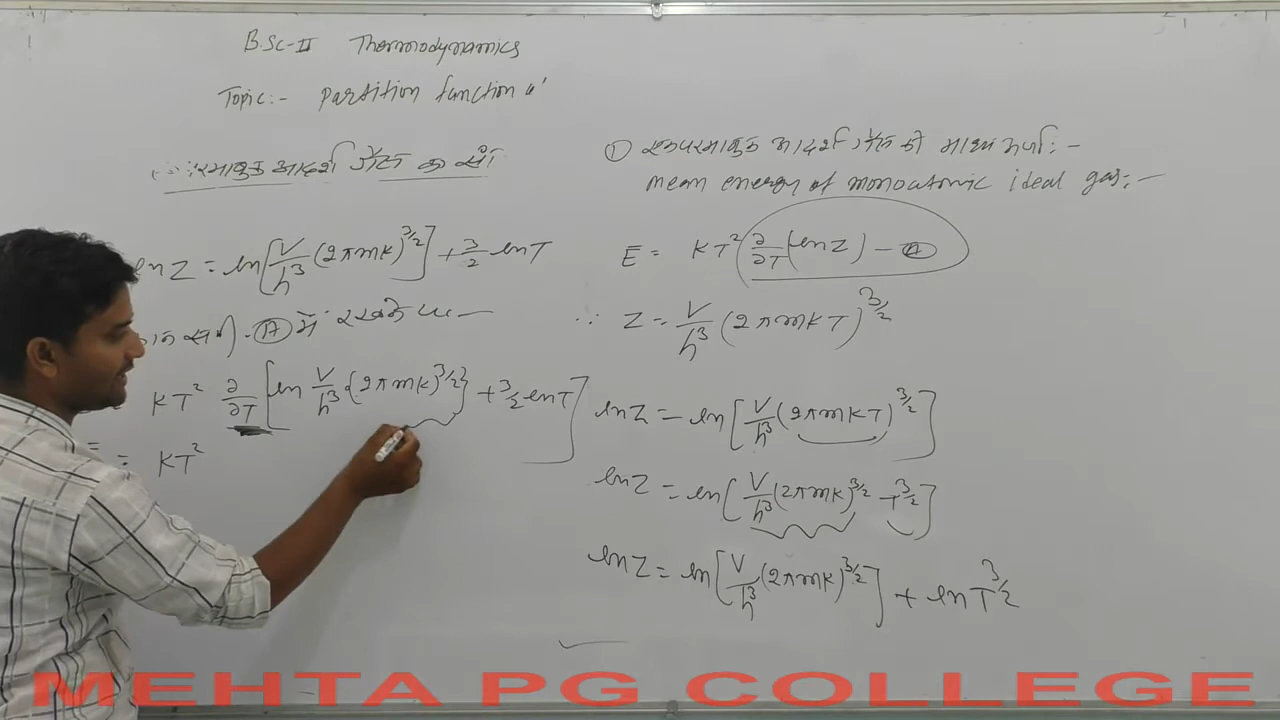 B.Sc-II Thermodynamics
Topic:- Partition function "
आदर्श गैस का
ln Z = ln[V/h³ (2πmk)^3/2] + 3/2 ln T
A में रखने पर —
KT² ∂/∂T [ln V/h³ {(2πmk)^3/2} + 3/2 ln T]
= KT²
① एकपरमाणुक आदर्श गैस की माध्य ऊर्जा :-
mean energy of monoatomic ideal gas :-
E = KT² ∂/∂T (ln Z) — A
∵ Z = V/h³ (2πmKT)^3/2
ln Z = ln[V/h³ (2πmKT)^3/2]
ln Z = ln[V/h³ (2πmk)^3/2 T^3/2]
ln Z = ln[V/h³ (2πmk)^3/2] + ln T^3/2
MEHTA PG COLLEGE